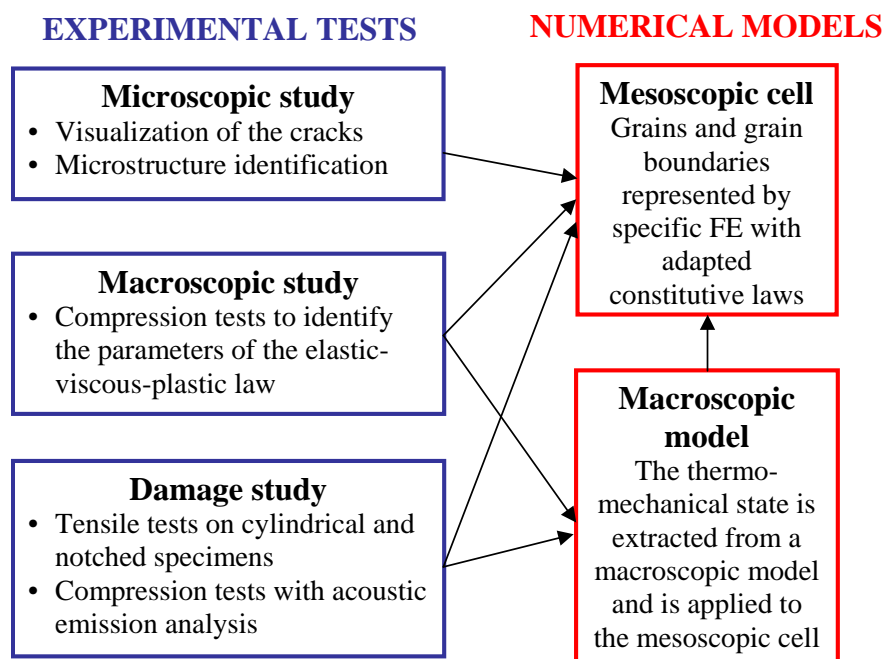 EXPERIMENTAL TESTS
Microscopic study
• Visualization of the cracks
• Microstructure identification
Macroscopic study
• Compression tests to identify
the parameters of the elastic-
viscous-plastic law
Damage study
• Tensile tests on cylindrical and
notched specimens
• Compression tests with acoustic
emission analysis
NUMERICAL MODELS
Mesoscopic cell
Grains and grain
boundaries
represented by
specific FE with
adapted
constitutive laws
Macroscopic
model
The thermo-
mechanical state is
extracted from a
macroscopic model
and is applied to
the mesoscopic cell